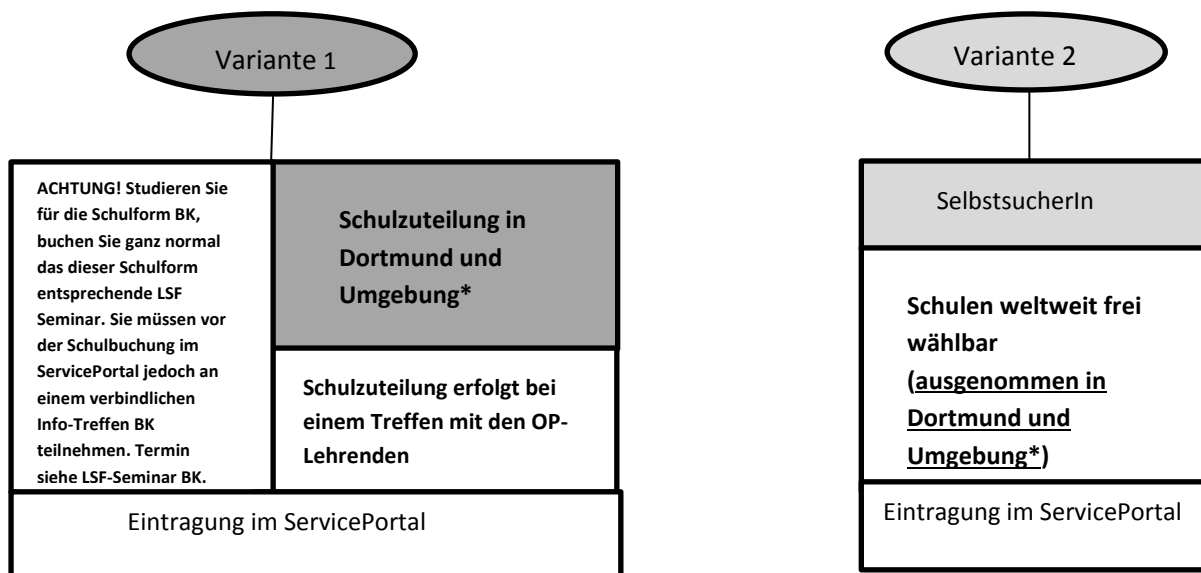 Variante 1
ACHTUNG! Studieren Sie
für die Schulform BK,
buchen Sie ganz normal
das dieser Schulform
entsprechende LSF
Seminar. Sie müssen vor
der Schulbuchung im
ServicePortal jedoch an
einem verbindlichen
Info-Treffen BK
teilnehmen. Termin
siehe LSF-Seminar BK.
Schulzuteilung in
Dortmund und
Umgebung*
Schulzuteilung erfolgt bei
einem Treffen mit den OP-
Lehrenden
Eintragung im ServicePortal
Variante 2
SelbstsucherIn
Schulen weltweit frei
wählbar
(ausgenommen in
Dortmund und
Umgebung*)
Eintragung im ServicePortal